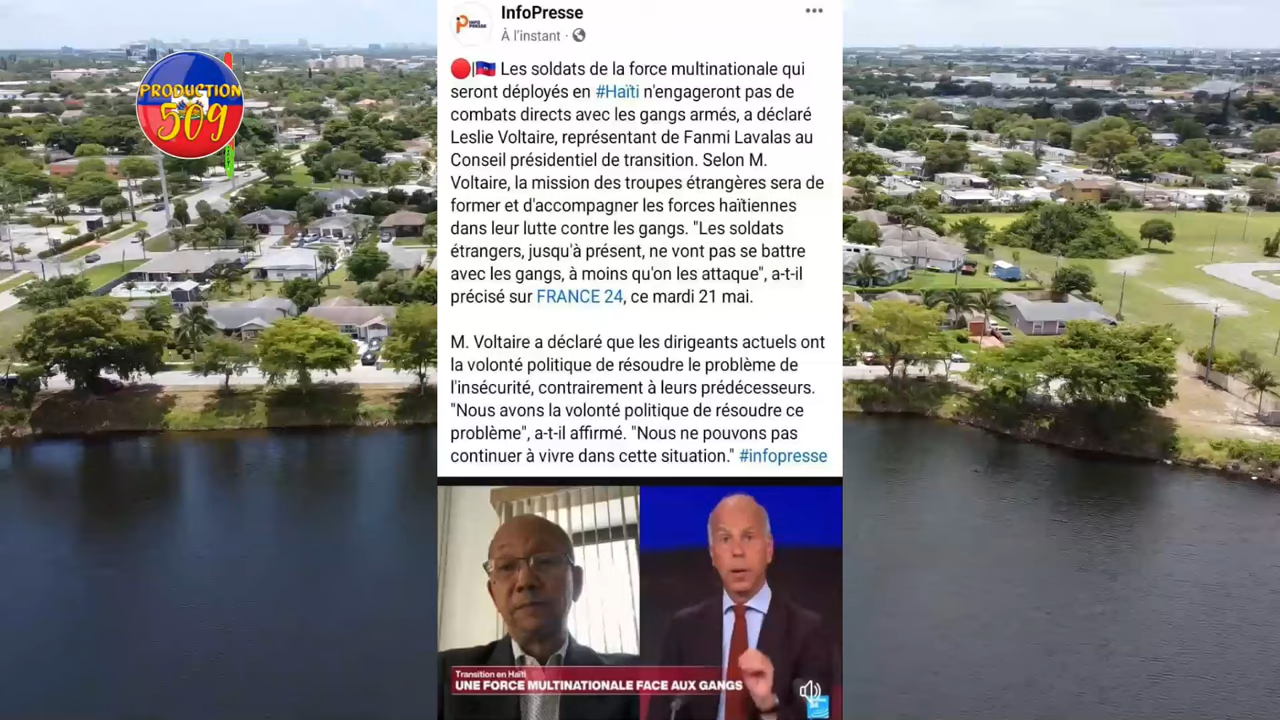 PRODUCTION
509
InfoPresse
À l'instant ·
Les soldats de la force multinationale qui
seront déployés en #Haïti n'engageront pas de
combats directs avec les gangs armés, a déclaré
Leslie Voltaire, représentant de Fanmi Lavalas au
Conseil présidentiel de transition. Selon M.
Voltaire, la mission des troupes étrangères sera de
former et d'accompagner les forces haïtiennes
dans leur lutte contre les gangs. "Les soldats
étrangers, jusqu'à présent, ne vont pas se battre
avec les gangs, à moins qu'on les attaque", a-t-il
précisé sur FRANCE 24, ce mardi 21 mai.
M. Voltaire a déclaré que les dirigeants actuels ont
la volonté politique de résoudre le problème de
l'insécurité, contrairement à leurs prédécesseurs.
"Nous avons la volonté politique de résoudre ce
problème", a-t-il affirmé. "Nous ne pouvons pas
continuer à vivre dans cette situation." #infopresse
Transition en Haïti
UNE FORCE MULTINATIONALE FACE AUX GANGS